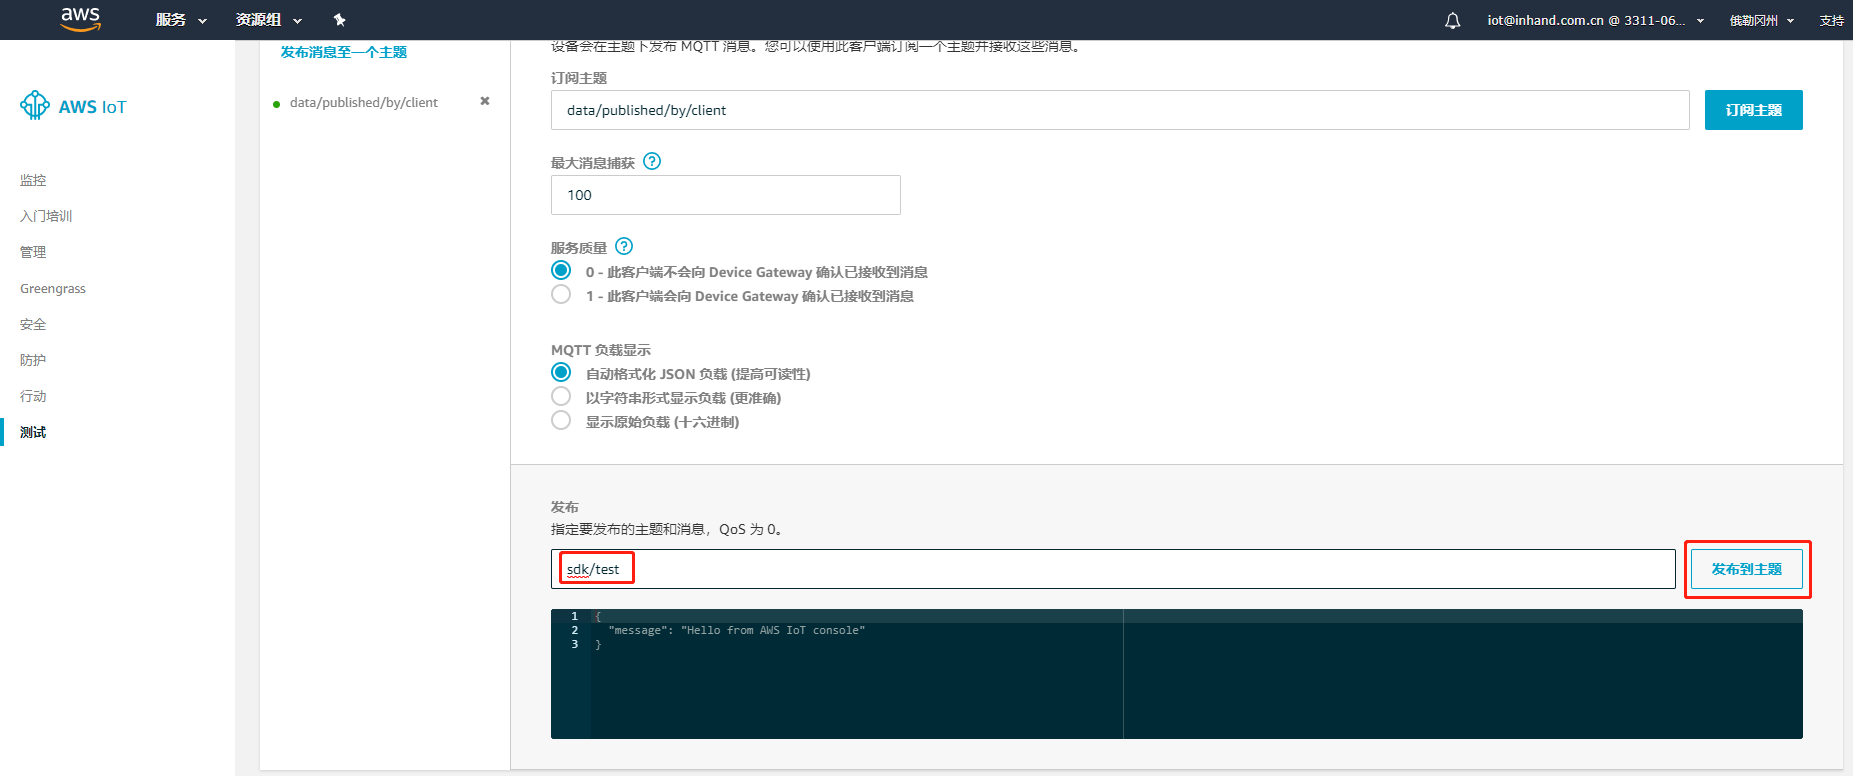 aws 服务 资源组 iot@inhand.com.cn @ 3311-06... 俄勒冈州 支持
AWS IoT
监控
入门培训
管理
Greengrass
安全
防护
行动
测试
发布消息至一个主题
data/published/by/client
设备会在主题下发布 MQTT 消息。您可以使用此客户端订阅一个主题并接收这些消息。
订阅主题
data/published/by/client 订阅主题
最大消息捕获 ?
100
服务质量 ?
0 - 此客户端不会向 Device Gateway 确认已接收到消息
1 - 此客户端会向 Device Gateway 确认已接收到消息
MQTT 负载显示
自动格式化 JSON 负载 (提高可读性)
以字符串形式显示负载 (更准确)
显示原始负载 (十六进制)
发布
指定要发布的主题和消息，QoS 为 0。
sdk/test 发布到主题
1 {
2 "message": "Hello from AWS IoT console"
3 }